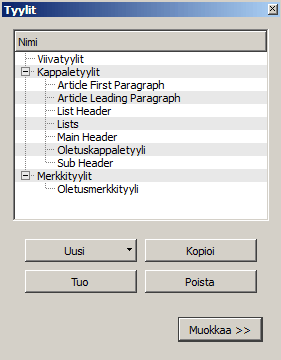 Tyylit
Nimi
Viivatyylit
Kappaletyylit
Article First Paragraph
Article Leading Paragraph
List Header
Lists
Main Header
Oletuskappaletyyli
Sub Header
Merkkityylit
Oletusmerkkityyli
Uusi
Kopioi
Tuo
Poista
Muokkaa >>